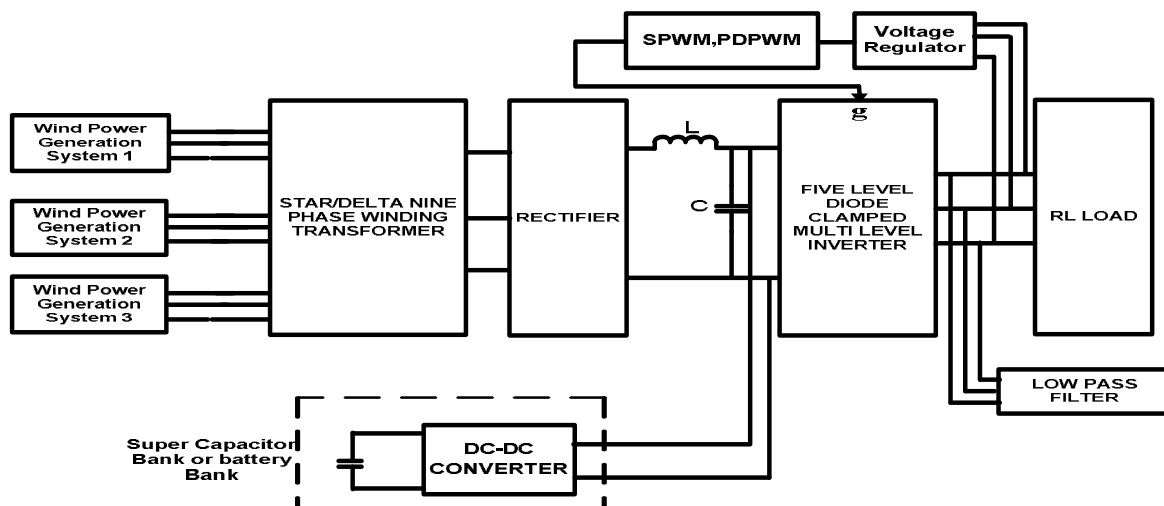 SPWM,PDPWM
Voltage
Regulator
g
Wind Power
Generation
System 1
Wind Power
Generation
System 2
Wind Power
Generation
System 3
STAR/DELTA NINE
PHASE WINDING
TRANSFORMER
RECTIFIER
L
C
FIVE LEVEL
DIODE
CLAMPED
MULTI LEVEL
INVERTER
RL LOAD
LOW PASS
FILTER
Super Capacitor
Bank or battery
Bank
DC-DC
CONVERTER